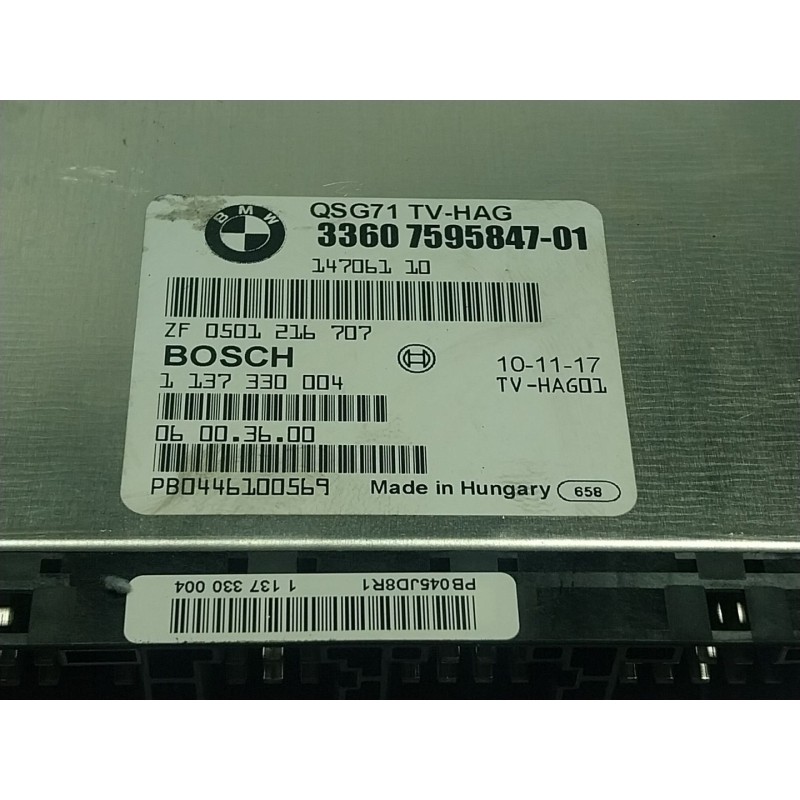 BMW
QSG71 TV-HAG
3360 7595847-01
147061 10
ZF 0501 216 707
BOSCH
1 137 330 004
10-11-17
TV-HAG01
06 00.36.00
PB0446100569
Made in Hungary 658
PB045JD8R1 1 137 330 004